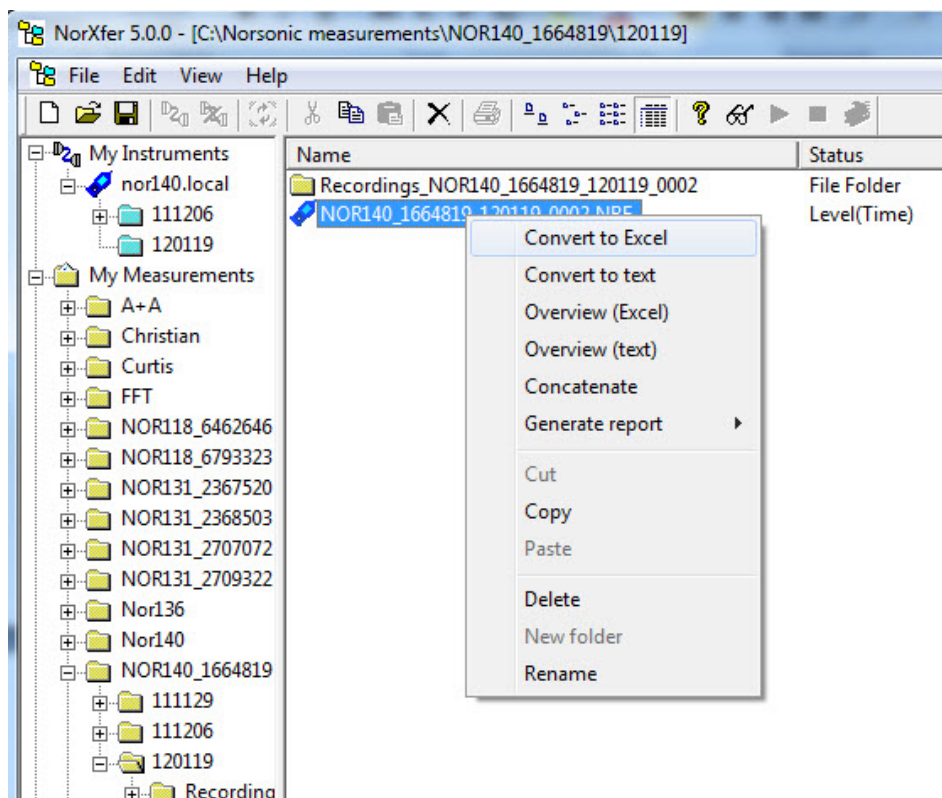 NorXfer 5.0.0 - [C:\Norsonic measurements\NOR140_1664819\120119]
File Edit View Help
My Instruments
nor140.local
111206
120119
My Measurements
A+A
Christian
Curtis
FFT
NOR118_6462646
NOR118_6793323
NOR131_2367520
NOR131_2368503
NOR131_2707072
NOR131_2709322
Nor136
Nor140
NOR140_1664819
111129
111206
120119
Recording
Name Status
Recordings_NOR140_1664819_120119_0002 File Folder
NOR140_1664819_120119_0002.NBF Level(Time)
Convert to Excel
Convert to text
Overview (Excel)
Overview (text)
Concatenate
Generate report
Cut
Copy
Paste
Delete
New folder
Rename